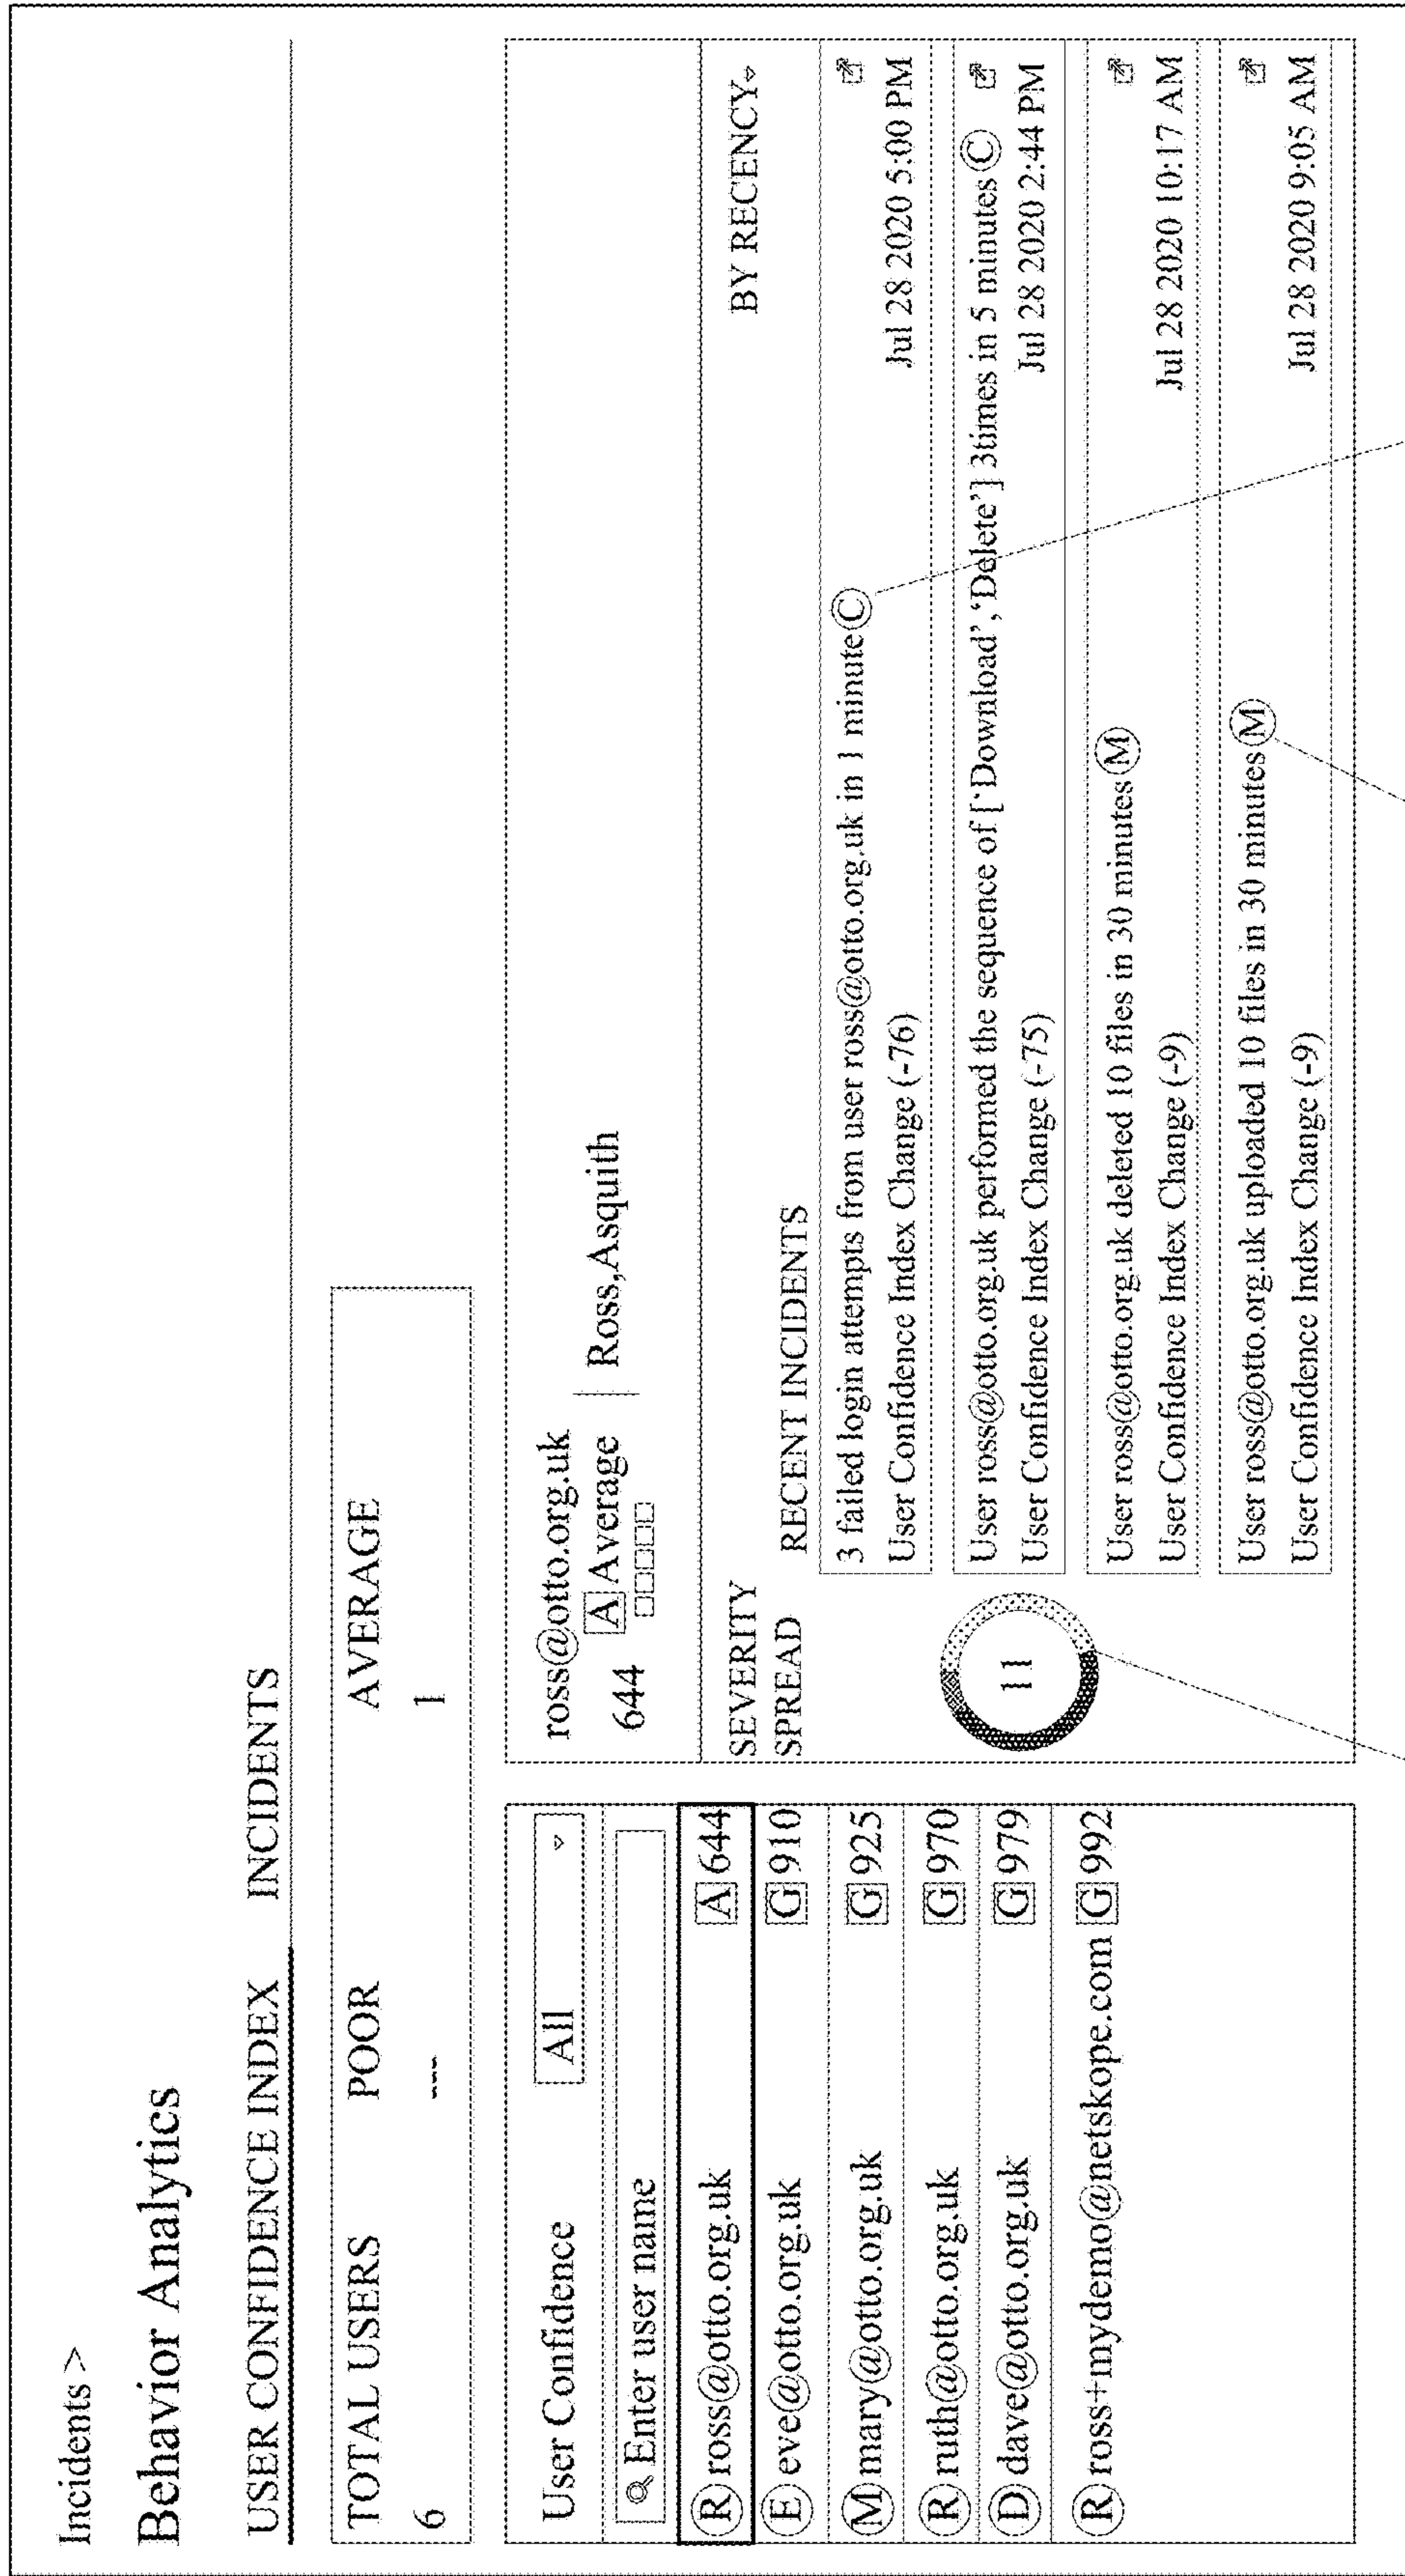 Incidents >
Behavior Analytics
USER CONFIDENCE INDEX INCIDENTS
TOTAL USERS POOR AVERAGE
6 --- 1
User Confidence All
Enter user name
R ross@otto.org.uk A 644
E eve@otto.org.uk G 910
M mary@otto.org.uk G 925
R ruth@otto.org.uk G 970
D dave@otto.org.uk G 979
R ross+mydemo@netskope.com G 992
ross@otto.org.uk
644 A Average | Ross,Asquith
SEVERITY
SPREAD
11
BY RECENCY
RECENT INCIDENTS
3 failed login attempts from user ross@otto.org.uk in 1 minute C
User Confidence Index Change (-76) Jul 28 2020 5:00 PM
User ross@otto.org.uk performed the sequence of ['Download','Delete'] 3times in 5 minutes C
User Confidence Index Change (-75) Jul 28 2020 2:44 PM
User ross@otto.org.uk deleted 10 files in 30 minutes M
User Confidence Index Change (-9) Jul 28 2020 10:17 AM
User ross@otto.org.uk uploaded 10 files in 30 minutes M
User Confidence Index Change (-9) Jul 28 2020 9:05 AM